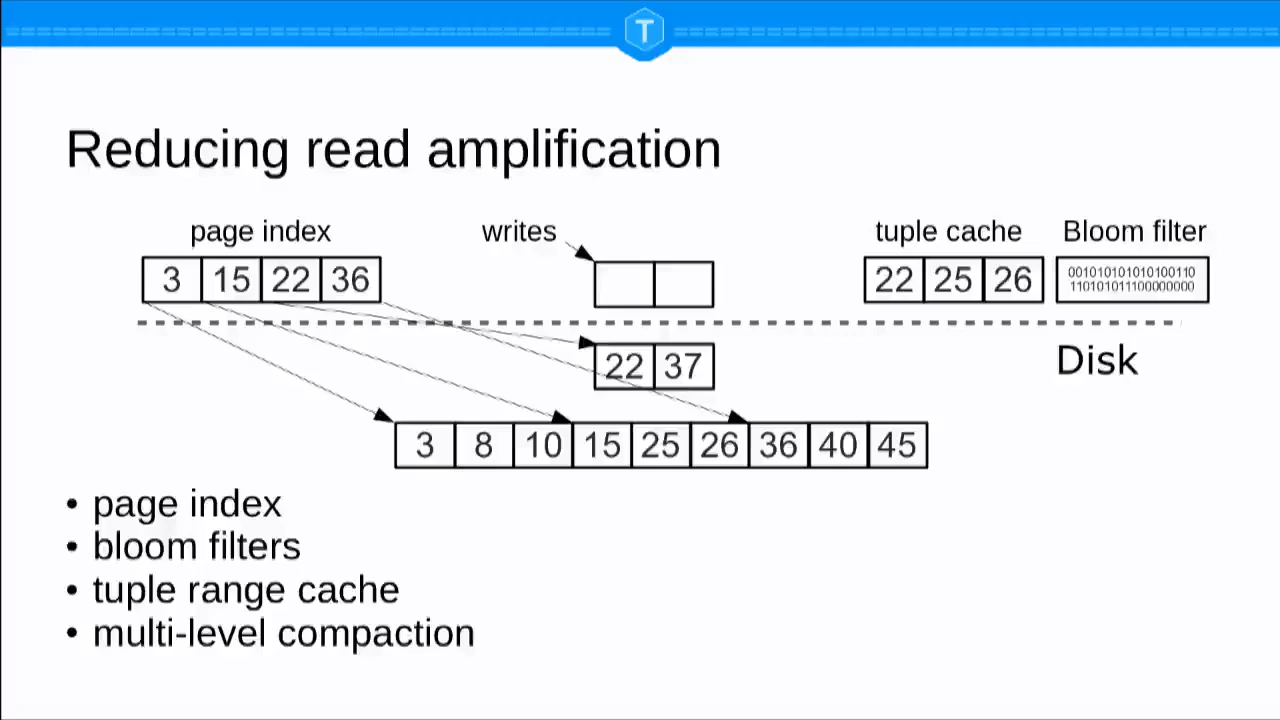 T
Reducing read amplification
page index writes tuple cache Bloom filter
3 15 22 36 22 25 26 001010101010100110
110101011100000000
22 37 Disk
3 8 10 15 25 26 36 40 45
• page index
• bloom filters
• tuple range cache
• multi-level compaction